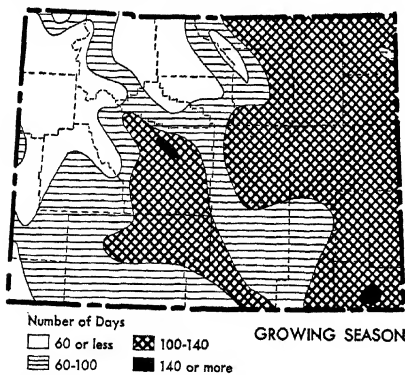 Number of Days
60 or less
100-140
GROWING SEASON
60-100
140 or more